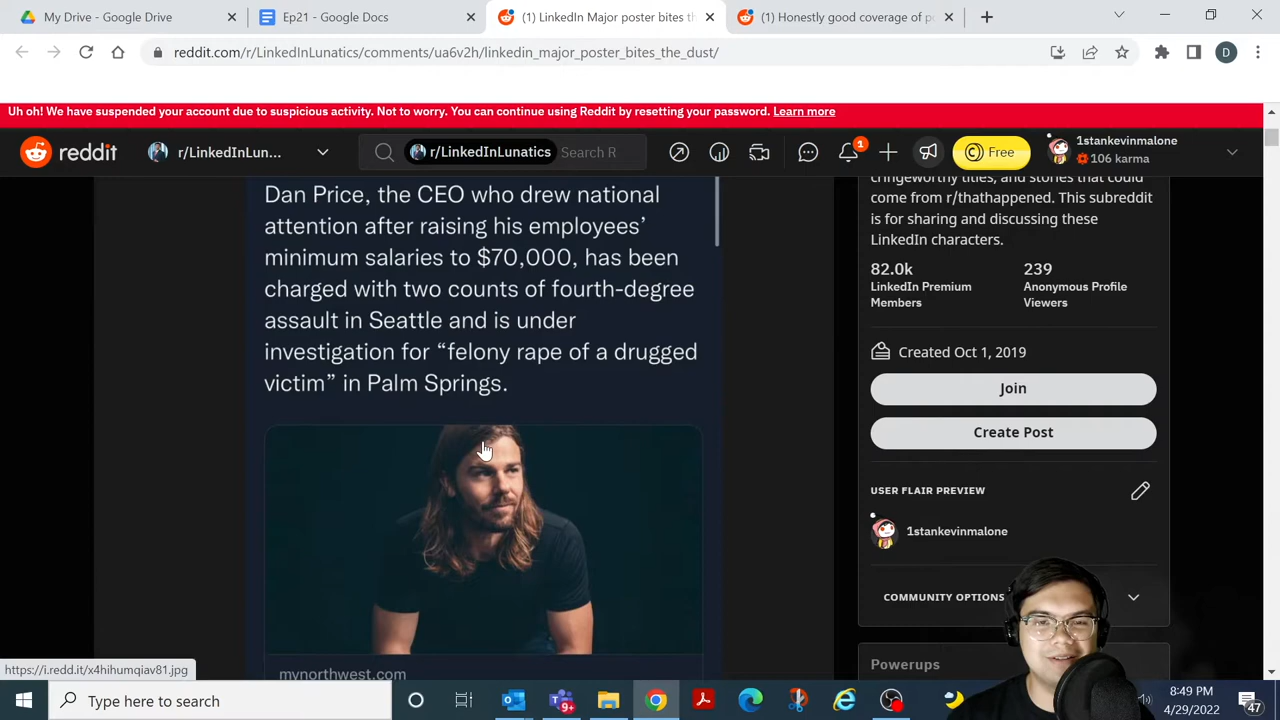 My Drive - Google Drive
Ep21 - Google Docs
(1) LinkedIn Major poster bites th
(1) Honestly good coverage of p
reddit.com/r/LinkedInLunatics/comments/ua6v2h/linkedin_major_poster_bites_the_dust/
D
Uh oh! We have suspended your account due to suspicious activity. Not to worry. You can continue using Reddit by resetting your password. Learn more
reddit
r/LinkedInLun...
r/LinkedInLunatics
Search R
1
Free
1stankevinmalone
106 karma
Dan Price, the CEO who drew national
attention after raising his employees'
minimum salaries to $70,000, has been
charged with two counts of fourth-degree
assault in Seattle and is under
investigation for “felony rape of a drugged
victim” in Palm Springs.
mynorthwest.com
cringeworthy titles, and stories that could
come from r/thathappened. This subreddit
is for sharing and discussing these
LinkedIn characters.
82.0k
239
LinkedIn Premium
Members
Anonymous Profile
Viewers
Created Oct 1, 2019
Join
Create Post
USER FLAIR PREVIEW
1stankevinmalone
COMMUNITY OPTIONS
Powerups
https://i.redd.it/x4hihumqiav81.jpg
Type here to search
9+
8:49 PM
4/29/2022
47